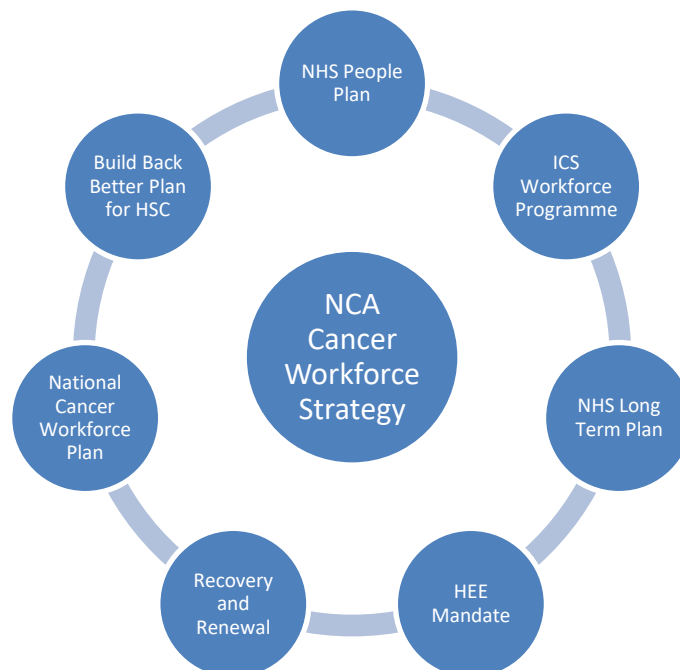 NHS People
Plan
ICS
Workforce
Programme
NHS Long
Term Plan
HEE
Mandate
Recovery
and
Renewal
National
Cancer
Workforce
Plan
Build Back
Better Plan
for HSC
NCA
Cancer
Workforce
Strategy